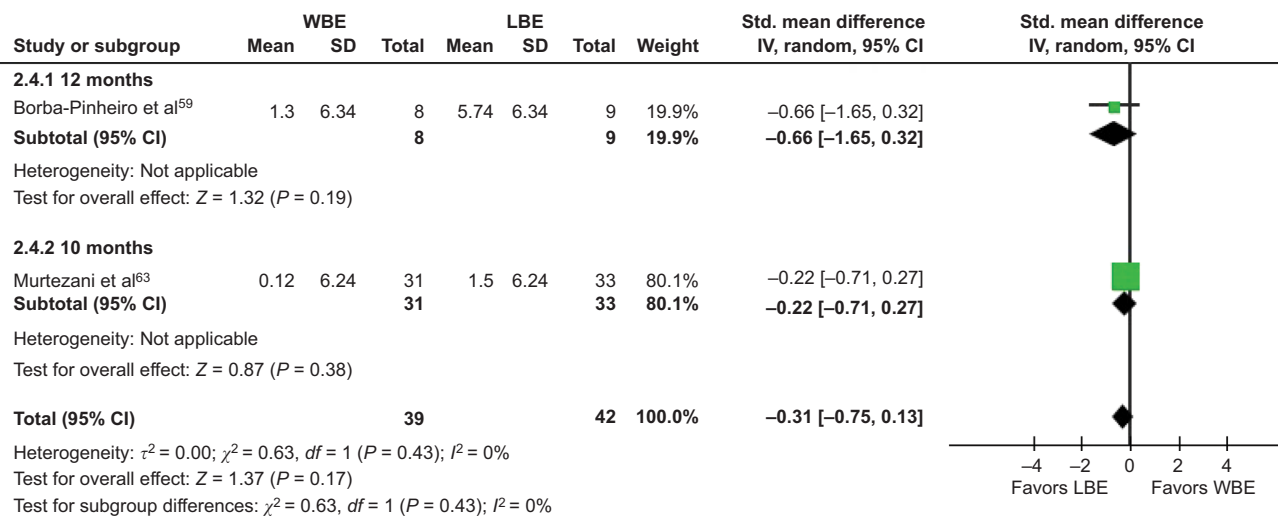 WBE LBE Std. mean difference Std. mean difference
Study or subgroup Mean SD Total Mean SD Total Weight IV, random, 95% CI IV, random, 95% CI
2.4.1 12 months
Borba-Pinheiro et al⁵⁹ 1.3 6.34 8 5.74 6.34 9 19.9% –0.66 [–1.65, 0.32]
Subtotal (95% CI) 8 9 19.9% –0.66 [–1.65, 0.32]
Heterogeneity: Not applicable
Test for overall effect: Z = 1.32 (P = 0.19)
2.4.2 10 months
Murtezani et al⁶³ 0.12 6.24 31 1.5 6.24 33 80.1% –0.22 [–0.71, 0.27]
Subtotal (95% CI) 31 33 80.1% –0.22 [–0.71, 0.27]
Heterogeneity: Not applicable
Test for overall effect: Z = 0.87 (P = 0.38)
Total (95% CI) 39 42 100.0% –0.31 [–0.75, 0.13]
Heterogeneity: τ² = 0.00; χ² = 0.63, df = 1 (P = 0.43); I² = 0%
Test for overall effect: Z = 1.37 (P = 0.17)
Test for subgroup differences: χ² = 0.63, df = 1 (P = 0.43); I² = 0%
–4 –2 0 2 4
Favors LBE Favors WBE